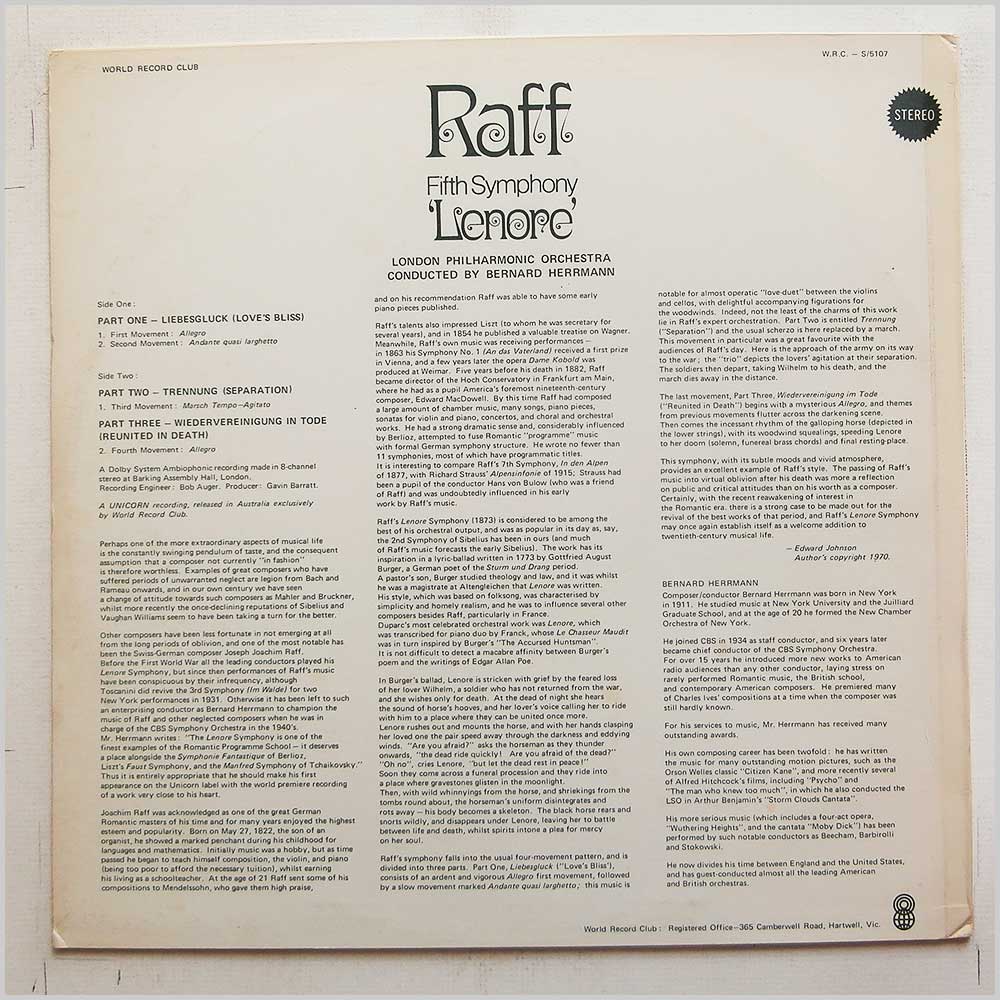 WORLD RECORD CLUB
W.R.C. – S/5107
STEREO
Raff
Fifth Symphony
'Lenore'
LONDON PHILHARMONIC ORCHESTRA
CONDUCTED BY BERNARD HERRMANN
Side One :
PART ONE – LIEBESGLUCK (LOVE'S BLISS)
1. First Movement : Allegro
2. Second Movement : Andante quasi larghetto
Side Two :
PART TWO – TRENNUNG (SEPARATION)
1. Third Movement : Marsch Tempo–Agitato
PART THREE – WIEDERVEREINIGUNG IN TODE
(REUNITED IN DEATH)
2. Fourth Movement : Allegro
A Dolby System Ambiophonic recording made in 8-channel
stereo at Barking Assembly Hall, London.
Recording Engineer : Bob Auger. Producer : Gavin Barratt.
A UNICORN recording, released in Australia exclusively
by World Record Club.
Perhaps one of the more extraordinary aspects of musical life
is the constantly swinging pendulum of taste, and the consequent
assumption that a composer not currently "in fashion"
is therefore worthless. Examples of great composers who have
suffered periods of unwarranted neglect are legion from Bach and
Rameau onwards, and in our own century we have seen
a change of attitude towards such composers as Mahler and Bruckner,
whilst more recently the once-declining reputations of Sibelius and
Vaughan Williams seem to have been taking a turn for the better.
Other composers have been less fortunate in not emerging at all
from the long periods of oblivion, and one of the most notable has
been the Swiss-German composer Joseph Joachim Raff.
Before the First World War all the leading conductors played his
Lenore Symphony, but since then performances of Raff's music
have been conspicuous by their infrequency, although
Toscanini did revive the 3rd Symphony (Im Walde) for two
New York performances in 1931. Otherwise it has been left to such
an enterprising conductor as Bernard Herrmann to champion the
music of Raff and other neglected composers when he was in
charge of the CBS Symphony Orchestra in the 1940's.
Mr. Herrmann writes : "The Lenore Symphony is one of the
finest examples of the Romantic Programme School – it deserves
a place alongside the Symphonie Fantastique of Berlioz,
Liszt's Faust Symphony, and the Manfred Symphony of Tchaikovsky."
Thus it is entirely appropriate that he should make his first
appearance on the Unicorn label with the world premiere recording
of a work very close to his heart.
Joachim Raff was acknowledged as one of the great German
Romantic masters of his time and for many years enjoyed the highest
esteem and popularity. Born on May 27, 1822, the son of an
organist, he showed a marked penchant during his childhood for
languages and mathematics. Initially music was a hobby, but as time
passed he began to teach himself composition, the violin, and piano
(being too poor to afford the necessary tuition), whilst earning
his living as a schoolteacher. At the age of 21 Raff sent some of his
compositions to Mendelssohn, who gave them high praise,
and on his recommendation Raff was able to have some early
piano pieces published.
Raff's talents also impressed Liszt (to whom he was secretary for
several years), and in 1854 he published a valuable treatise on Wagner.
Meanwhile, Raff's own music was receiving performances –
in 1863 his Symphony No. 1 (An das Vaterland) received a first prize
in Vienna, and a few years later the opera Dame Kobold was
produced at Weimar. Five years before his death in 1882, Raff
became director of the Hoch Conservatory in Frankfurt am Main,
where he had as a pupil America's foremost nineteenth-century
composer, Edward MacDowell. By this time Raff had composed
a large amount of chamber music, many songs, piano pieces,
sonatas for violin and piano, concertos, and choral and orchestral
works. He had a strong dramatic sense and, considerably influenced
by Berlioz, attempted to fuse Romantic "programme" music
with formal German symphony structure. He wrote no fewer than
11 symphonies, most of which have programmatic titles.
It is interesting to compare Raff's 7th Symphony, In den Alpen
of 1877, with Richard Strauss' Alpensinfonie of 1915; Strauss had
been a pupil of the conductor Hans von Bulow (who was a friend
of Raff) and was undoubtedly influenced in his early
work by Raff's music.
Raff's Lenore Symphony (1873) is considered to be among the
best of his orchestral output, and was as popular in its day as, say,
the 2nd Symphony of Sibelius has been in ours (and much
of Raff's music forecasts the early Sibelius). The work has its
inspiration in a lyric-ballad written in 1773 by Gottfried August
Burger, a German poet of the Sturm und Drang period.
A pastor's son, Burger studied theology and law, and it was whilst
he was a magistrate at Altengleichen that Lenore was written.
His style, which was based on folksong, was characterised by
simplicity and homely realism, and he was to influence several other
composers besides Raff, particularly in France.
Duparc's most celebrated orchestral work was Lenore, which
was transcribed for piano duo by Franck, whose Le Chasseur Maudit
was in turn inspired by Burger's "The Accursed Huntsman".
It is not difficult to detect a macabre affinity between Burger's
poem and the writings of Edgar Allan Poe.
In Burger's ballad, Lenore is stricken with grief by the feared loss
of her lover Wilhelm, a soldier who has not returned from the war,
and she wishes only for death. At the dead of night she hears
the sound of horse's hooves, and her lover's voice calling her to ride
with him to a place where they can be united once more.
Lenore rushes out and mounts the horse, and with her hands clasping
her loved one the pair speed away through the darkness and eddying
winds. "Are you afraid?" asks the horseman as they thunder
onwards, "the dead ride quickly! Are you afraid of the dead?"
"Oh no", cries Lenore, "but let the dead rest in peace!"
Soon they come across a funeral procession and they ride into
a place where gravestones glisten in the moonlight.
Then, with wild whinnyings from the horse, and shriekings from the
tombs round about, the horseman's uniform disintegrates and
rots away – his body becomes a skeleton. The black horse rears and
snorts wildly, and disappears under Lenore, leaving her to battle
between life and death, whilst spirits intone a plea for mercy
on her soul.
Raff's symphony falls into the usual four-movement pattern, and is
divided into three parts. Part One, Liebesgluck ("Love's Bliss'),
consists of an ardent and vigorous Allegro first movement, followed
by a slow movement marked Andante quasi larghetto; this music is
notable for almost operatic "love-duet" between the violins
and cellos, with delightful accompanying figurations for
the woodwinds. Indeed, not the least of the charms of this work
lie in Raff's expert orchestration. Part Two is entitled Trennung
("Separation") and the usual scherzo is here replaced by a march.
This movement in particular was a great favourite with the
audiences of Raff's day. Here is the approach of the army on its way
to the war; the "trio" depicts the lovers' agitation at their separation.
The soldiers then depart, taking Wilhelm to his death, and the
march dies away in the distance.
The last movement, Part Three, Wiedervereinigung im Tode
("Reunited in Death") begins with a mysterious Allegro, and themes
from previous movements flutter across the darkening scene.
Then comes the incessant rhythm of the galloping horse (depicted in
the lower strings), with its woodwind squealings, speeding Lenore
to her doom (solemn, funereal brass chords) and final resting-place.
This symphony, with its subtle moods and vivid atmosphere,
provides an excellent example of Raff's style. The passing of Raff's
music into virtual oblivion after his death was more a reflection
on public and critical attitudes than on his worth as a composer.
Certainly, with the recent reawakening of interest in
the Romantic era. there is a strong case to be made out for the
revival of the best works of that period, and Raff's Lenore Symphony
may once again establish itself as a welcome addition to
twentieth-century musical life.
– Edward Johnson
Author's copyright 1970.
BERNARD HERRMANN
Composer/conductor Bernard Herrmann was born in New York
in 1911. He studied music at New York University and the Juilliard
Graduate School, and at the age of 20 he formed the New Chamber
Orchestra of New York.
He joined CBS in 1934 as staff conductor, and six years later
became chief conductor of the CBS Symphony Orchestra.
For over 15 years he introduced more new works to American
radio audiences than any other conductor, laying stress on
rarely performed Romantic music, the British school,
and contemporary American composers. He premiered many
of Charles Ives' compositions at a time when the composer was
still hardly known.
For his services to music, Mr. Herrmann has received many
outstanding awards.
His own composing career has been twofold : he has written
the music for many outstanding motion pictures, such as the
Orson Welles classic "Citizen Kane", and more recently several
of Alfred Hitchcock's films, including "Psycho" and
"The man who knew too much", in which he also conducted the
LSO in Arthur Benjamin's "Storm Clouds Cantata".
His more serious music (which includes a four-act opera,
"Wuthering Heights", and the cantata "Moby Dick") has been
performed by such notable conductors as Beecham, Barbirolli
and Stokowski.
He now divides his time between England and the United States,
and has guest-conducted almost all the leading American
and British orchestras.
World Record Club : Registered Office–365 Camberwell Road, Hartwell, Vic.